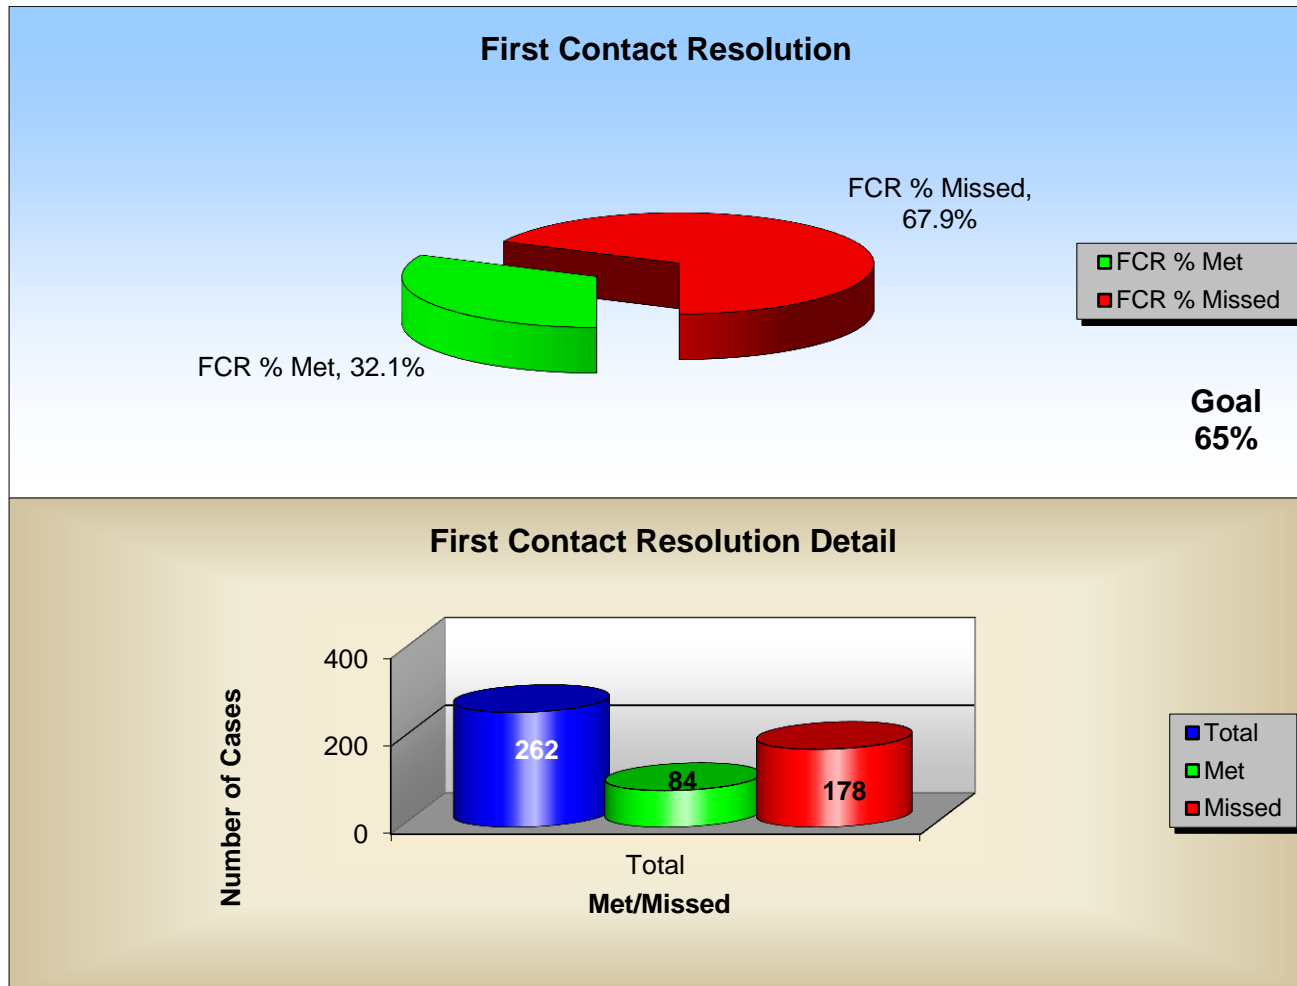 First Contact Resolution
FCR % Missed,
67.9%
FCR % Met, 32.1%
FCR % Met
FCR % Missed
Goal
65%
First Contact Resolution Detail
Number of Cases
400
200
0
262
84
178
Total
Met/Missed
Total
Met
Missed